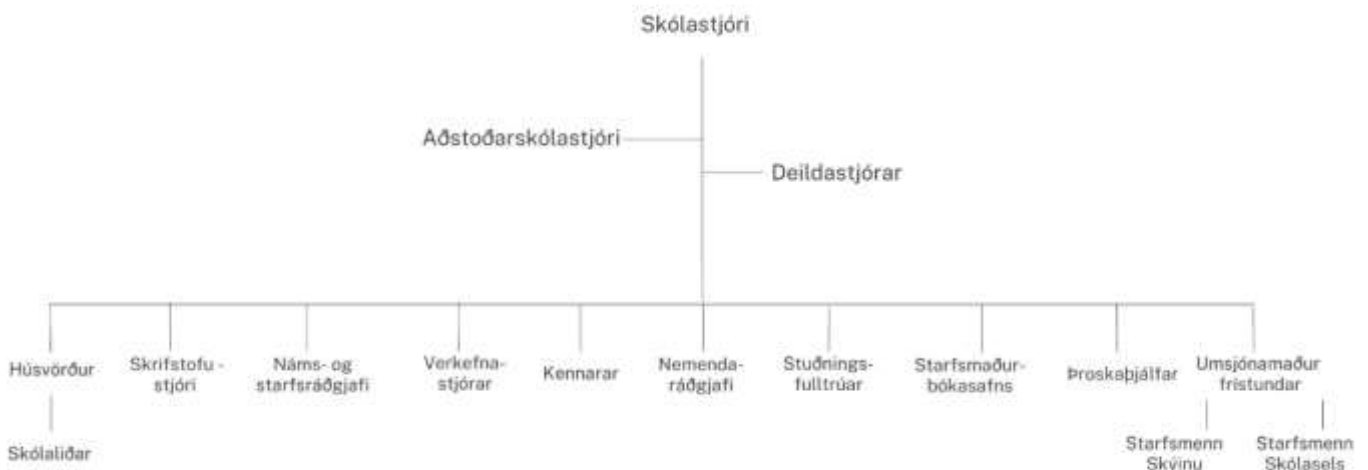 Skólastjóri
Aðstoðarskólastjóri
Deildastjórar
Húsvörður
Skrifstofu -
stjóri
Náms- og
starfsráðgjafi
Verkefna-
stjórar
Kennarar
Nemenda-
ráðgjafi
Stuðnings-
fulltrúar
Starfsmaður-
bókasafns
Þroskaþjálfar
Umsjónamaður
frístundar
Skólaliðar
Starfsmenn
Skýinu
Starfsmenn
Skólasels